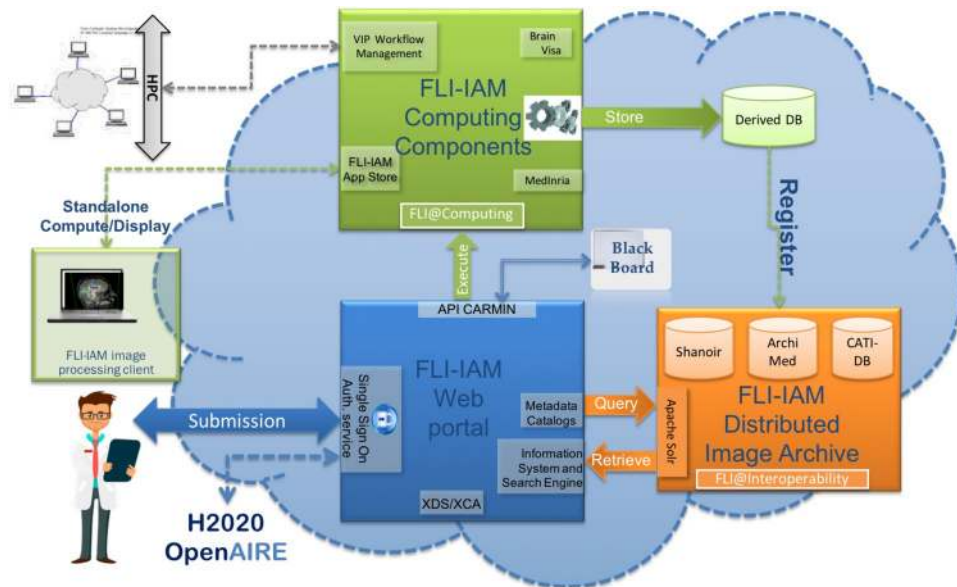 VIP Workflow
Management
Brain
Visa
HPC
FLI-IAM
Computing
Components
Store
Derived DB
FLI-IAM
App Store
MedInria
FLI@Computing
Standalone
Compute/Display
Register
Execute
Black
Board
API CARMIN
FLI-IAM image
processing client
Shanoir
Archi
Med
CATI-
DB
FLI-IAM
Web
portal
Single Sign On
Auth. service
Submission
Metadata
Catalogs
Query
Apache Solr
FLI-IAM
Distributed
Image Archive
Information
System and
Search Engine
Retrieve
FLI@Interoperability
XDS/XCA
H2020
OpenAIRE